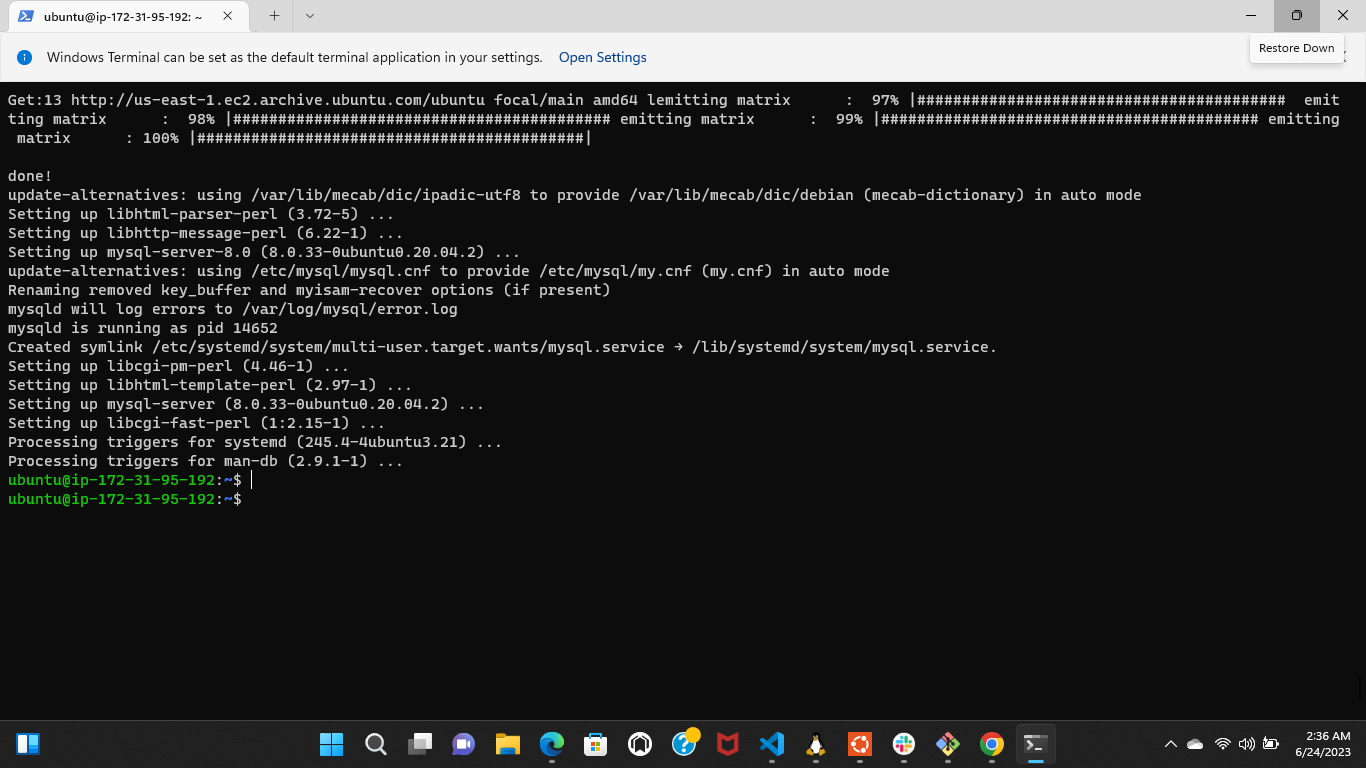 ubuntu@ip-172-31-95-192: ~
Restore Down
Windows Terminal can be set as the default terminal application in your settings. Open Settings
Get:13 http://us-east-1.ec2.archive.ubuntu.com/ubuntu focal/main amd64 lemitting matrix      :  97% |#########################################  emit
ting matrix      :  98% |########################################## emitting matrix      :  99% |########################################## emitting
 matrix      : 100% |###########################################|
done!
update-alternatives: using /var/lib/mecab/dic/ipadic-utf8 to provide /var/lib/mecab/dic/debian (mecab-dictionary) in auto mode
Setting up libhtml-parser-perl (3.72-5) ...
Setting up libhttp-message-perl (6.22-1) ...
Setting up mysql-server-8.0 (8.0.33-0ubuntu0.20.04.2) ...
update-alternatives: using /etc/mysql/mysql.cnf to provide /etc/mysql/my.cnf (my.cnf) in auto mode
Renaming removed key_buffer and myisam-recover options (if present)
mysqld will log errors to /var/log/mysql/error.log
mysqld is running as pid 14652
Created symlink /etc/systemd/system/multi-user.target.wants/mysql.service → /lib/systemd/system/mysql.service.
Setting up libcgi-pm-perl (4.46-1) ...
Setting up libhtml-template-perl (2.97-1) ...
Setting up mysql-server (8.0.33-0ubuntu0.20.04.2) ...
Setting up libcgi-fast-perl (1:2.15-1) ...
Processing triggers for systemd (245.4-4ubuntu3.21) ...
Processing triggers for man-db (2.9.1-1) ...
ubuntu@ip-172-31-95-192:~$
ubuntu@ip-172-31-95-192:~$
2:36 AM
6/24/2023